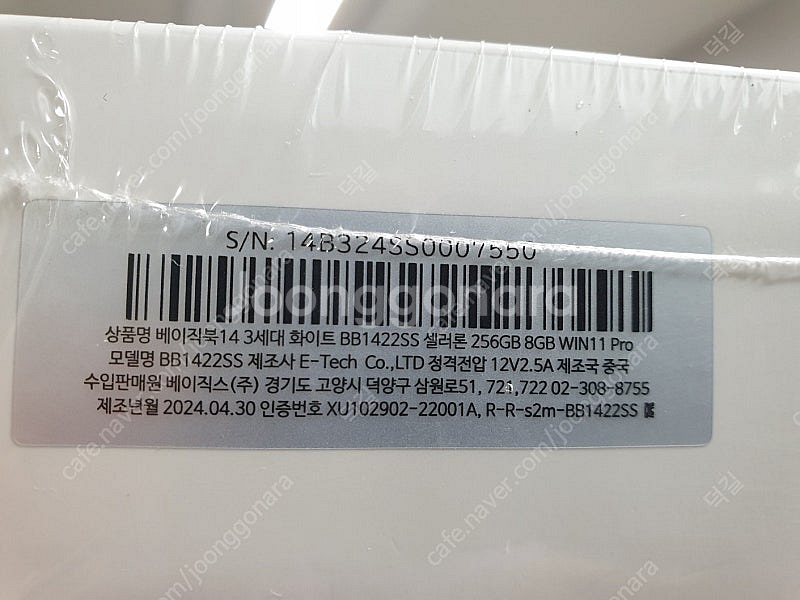 S/N: 14B324SS0007550
상품명 베이직북14 3세대 화이트 BB1422SS 셀러론 256GB 8GB WIN11 Pro
모델명 BB1422SS 제조사 E-Tech Co.,LTD 정격전압 12V2.5A 제조국 중국
수입판매원 베이직스(주) 경기도 고양시 덕양구 삼원로51, 721,722 02-308-8755
제조년월 2024.04.30 인증번호 XU102902-22001A, R-R-s2m-BB1422SS
joonggonara
cafe.naver.com/joonggonara
덕길